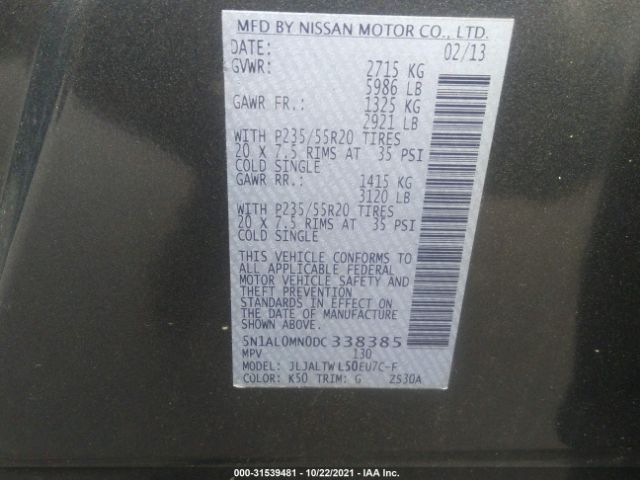 MFD BY NISSAN MOTOR CO., LTD.
DATE: 02/13
GVWR: 2715 KG
5986 LB
GAWR FR.: 1325 KG
2921 LB
WITH P235/55R20 TIRES
20 X 7.5 RIMS AT 35 PSI
COLD SINGLE
GAWR RR.: 1415 KG
3120 LB
WITH P235/55R20 TIRES
20 X 7.5 RIMS AT 35 PSI
COLD SINGLE
THIS VEHICLE CONFORMS TO
ALL APPLICABLE FEDERAL
MOTOR VEHICLE SAFETY AND
THEFT PREVENTION
STANDARDS IN EFFECT ON
THE DATE OF MANUFACTURE
SHOWN ABOVE.
5N1AL0MN0DC338385
MPV 130
MODEL: JLJALTWL50EU7C-F
COLOR: K50 TRIM: G ZS30A
000-31539481 - 10/22/2021 - IAA Inc.